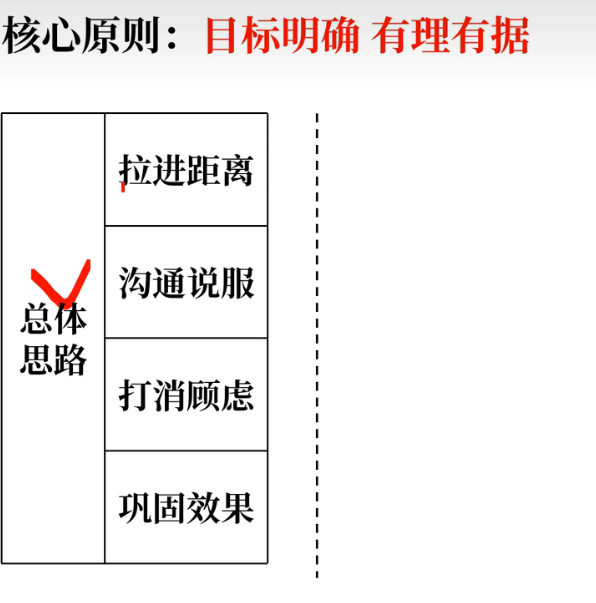 核心原则：目标明确 有理有据
总体
思路
拉进距离
沟通说服
打消顾虑
巩固效果